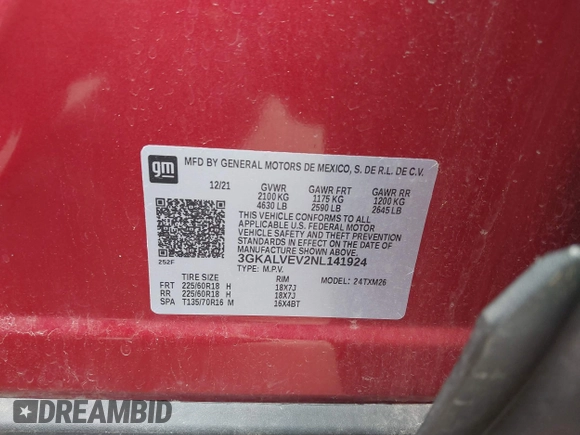 gm
MFD BY GENERAL MOTORS DE MEXICO, S. DE R.L. DE C.V.
12/21 GVWR GAWR FRT GAWR RR
2100 KG 1175 KG 1200 KG
4630 LB 2590 LB 2645 LB
THIS VEHICLE CONFORMS TO ALL
APPLICABLE U.S. FEDERAL MOTOR
VEHICLE SAFETY AND THEFT PREVENTION
STANDARDS IN EFFECT ON THE DATE OF
MANUFACTURE SHOWN ABOVE.
3GKALVEV2NL141924
252F TYPE: M.P.V. MODEL: 24TXM26
TIRE SIZE RIM
FRT 225/60R18 H 18X7J
RR 225/60R18 H 18X7J
SPA T135/70R16 M 16X4BT
DREAMBID